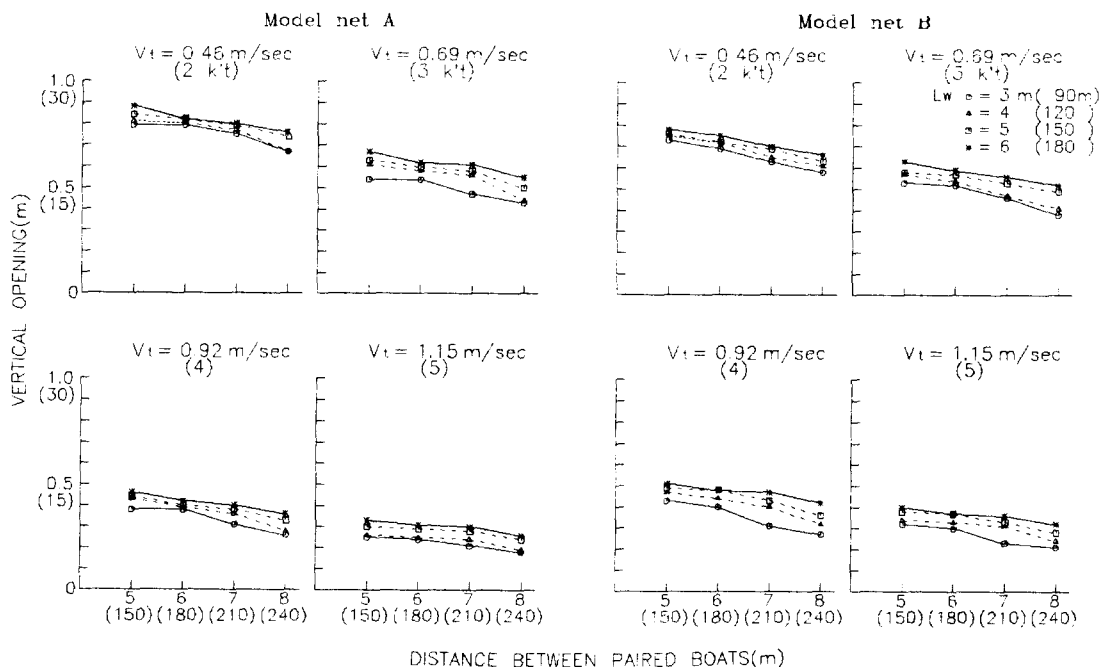 Model net A
Model net B
Vt = 0.46 m/sec
(2 k't)
Vt = 0.69 m/sec
(3 k't)
Vt = 0.46 m/sec
(2 k't)
Vt = 0.69 m/sec
(3 k't)
Lw ○ = 3 m( 90m)
▲ = 4 (120 )
□ = 5 (150 )
* = 6 (180 )
1.0
(30)
0.5
(15)
0
VERTICAL OPENING(m)
Vt = 0.92 m/sec
(4)
Vt = 1.15 m/sec
(5)
Vt = 0.92 m/sec
(4)
Vt = 1.15 m/sec
(5)
1.0
(30)
0.5
(15)
0
5 6 7 8
(150)(180)(210)(240)
5 6 7 8
(150)(180)(210)(240)
5 6 7 8
(150)(180)(210)(240)
5 6 7 8
(150)(180)(210)(240)
DISTANCE BETWEEN PAIRED BOATS(m)